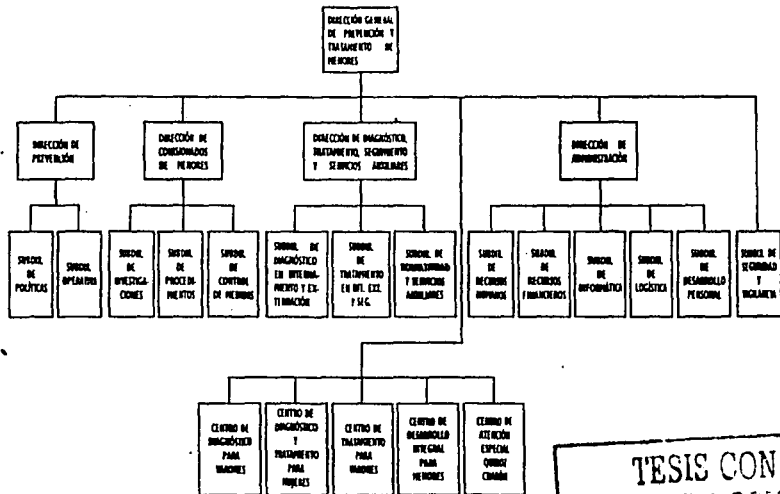 DIRECCIÓN GENERAL
DE PREVENCIÓN Y
TRATAMIENTO DE
MENORES
DIRECCIÓN DE
PREVENCIÓN
DIRECCIÓN DE
COMISIONADOS
DE MENORES
DIRECCIÓN DE DIAGNÓSTICO,
TRATAMIENTO, SEGUIMIENTO
Y SERVICIOS AUXILIARES
DIRECCIÓN DE
ADMINISTRACIÓN
SUBDIR.
DE
POLÍTICAS
SUBDIR.
OPERATIVA
SUBDIR.
DE
INVESTIGA-
CIONES
SUBDIR.
DE
PROCEDI-
MIENTOS
SUBDIR.
DE
CONTROL
DE MEDIDAS
SUBDIR. DE
DIAGNÓSTICO
EN INTERNA-
MIENTO Y EX-
TERNACIÓN
SUBDIR.
DE
TRATAMIENTO
EN INT. EXT.
Y SEG.
SUBDIR. DE
NORMATIVIDAD
Y SERVICIOS
AUXILIARES
SUBDIR.
DE
RECURSOS
HUMANOS
SUBDIR.
DE
RECURSOS
FINANCIEROS
SUBDIR.
DE
INFORMÁTICA
SUBDIR.
DE
LOGÍSTICA
SUBDIR.
DE
DESARROLLO
PERSONAL
SUBDIR. DE
SEGURIDAD
Y
VIGILANCIA
CENTRO DE
DIAGNÓSTICO
PARA
VARONES
CENTRO DE
DIAGNÓSTICO
Y
TRATAMIENTO
PARA
MUJERES
CENTRO DE
TRATAMIENTO
PARA
VARONES
CENTRO DE
DESARROLLO
INTEGRAL
PARA
MENORES
CENTRO DE
ATENCIÓN
ESPECIAL
QUIROZ
CUARÓN
TESIS CON